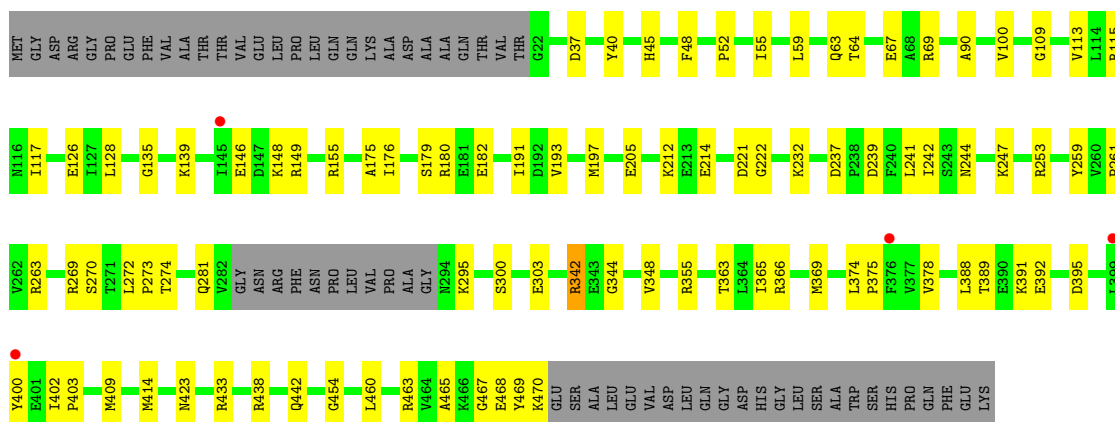 MET GLY ASP ARG GLY PRO GLU PHE VAL ALA THR THR VAL GLU LEU PRO LEU GLN GLN LYS ALA ASP ALA ALA GLN THR VAL THR G22 D37 Y40 H45 F48 P52 I55 L59 Q63 T64 E67 A68 R69 A90 V100 G109 V113 L114 R115
N116 I117 E126 I127 L128 G135 K139 I145 E146 D147 K148 R149 R155 A175 I176 S179 R180 E181 E182 I191 D192 V193 M197 E205 K212 E213 E214 D221 G222 K232 D237 P238 D239 F240 L241 I242 S243 N244 K247 R253 Y259 V260 R261
V262 R263 R269 S270 T271 L272 P273 T274 Q281 V282 GLY ASN ARG PHE ASN PRO LEU VAL PRO ALA GLY N294 K295 S300 E303 R342 E343 G344 V348 R355 T363 L364 I365 R366 M369 L374 P375 F376 V377 V378 L388 T389 E390 K391 E392 D395 L399
Y400 E401 I402 P403 M409 M414 N423 R433 R438 Q442 G454 L460 R463 V464 A465 K466 G467 E468 Y469 K470 GLU SER ALA LEU GLU VAL ASP LEU GLN GLY ASP HIS GLY LEU SER ALA TRP SER HIS PRO GLN PHE GLU LYS